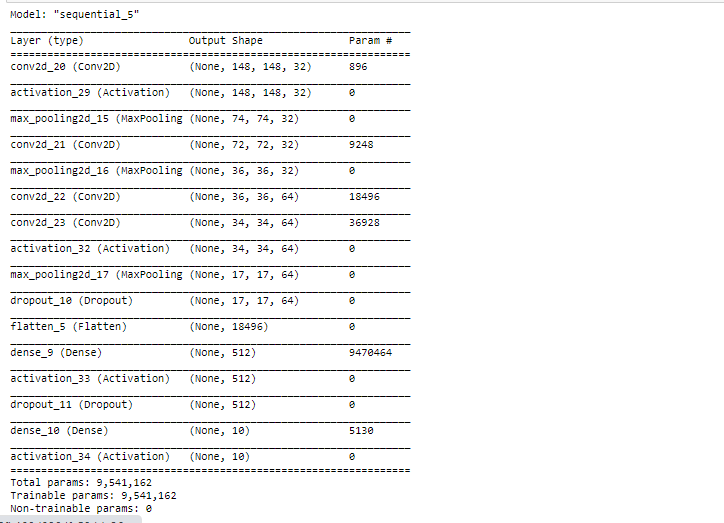 Model: "sequential_5"
Layer (type) Output Shape Param #
conv2d_20 (Conv2D) (None, 148, 148, 32) 896
activation_29 (Activation) (None, 148, 148, 32) 0
max_pooling2d_15 (MaxPooling (None, 74, 74, 32) 0
conv2d_21 (Conv2D) (None, 72, 72, 32) 9248
max_pooling2d_16 (MaxPooling (None, 36, 36, 32) 0
conv2d_22 (Conv2D) (None, 36, 36, 64) 18496
conv2d_23 (Conv2D) (None, 34, 34, 64) 36928
activation_32 (Activation) (None, 34, 34, 64) 0
max_pooling2d_17 (MaxPooling (None, 17, 17, 64) 0
dropout_10 (Dropout) (None, 17, 17, 64) 0
flatten_5 (Flatten) (None, 18496) 0
dense_9 (Dense) (None, 512) 9470464
activation_33 (Activation) (None, 512) 0
dropout_11 (Dropout) (None, 512) 0
dense_10 (Dense) (None, 10) 5130
activation_34 (Activation) (None, 10) 0
Total params: 9,541,162
Trainable params: 9,541,162
Non-trainable params: 0